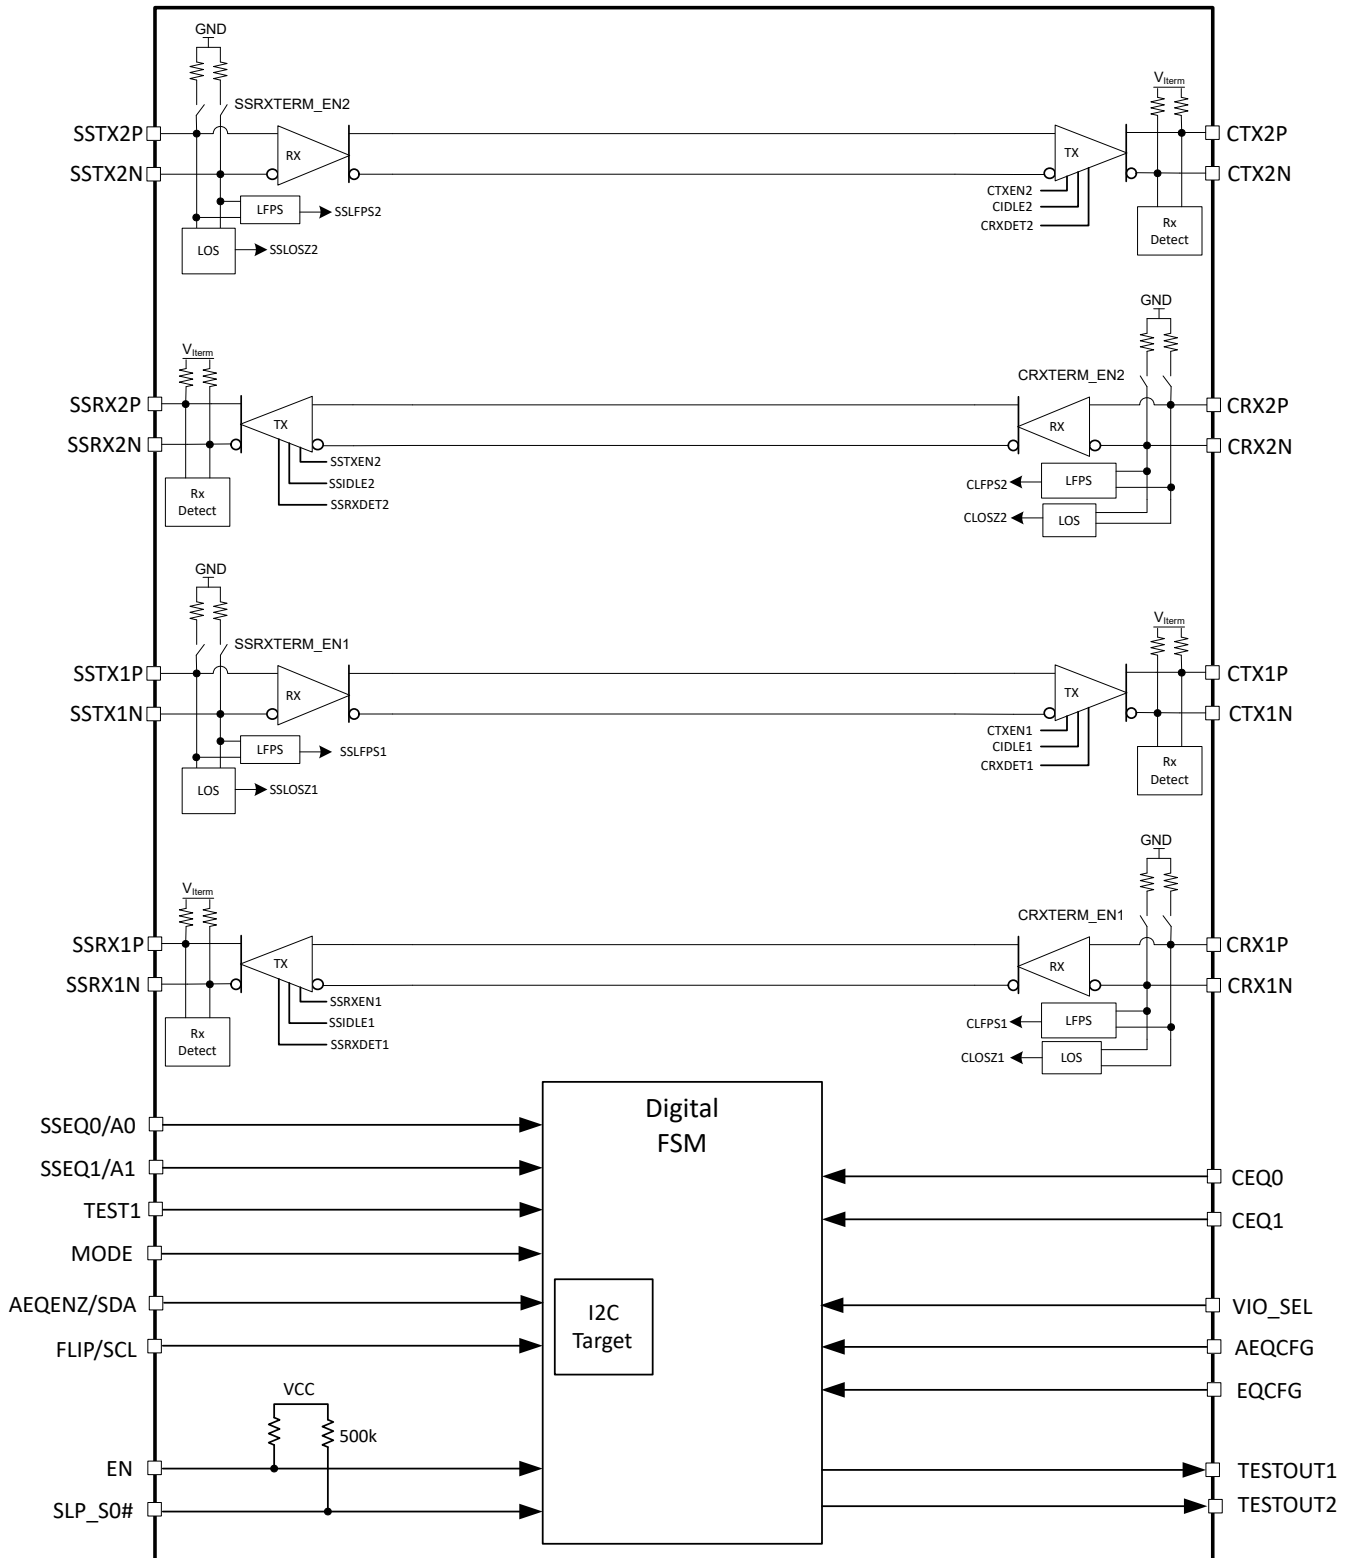 GND
SSRXTERM_EN2
SSTX2P
SSTX2N
RX
LFPS
SSLFPS2
LOS
SSLOSZ2
VIterm
TX
CTX2P
CTX2N
CTXEN2
CIDLE2
CRXDET2
Rx
Detect
VIterm
SSRX2P
SSRX2N
TX
SSTXEN2
SSIDLE2
SSRXDET2
Rx
Detect
GND
CRXTERM_EN2
RX
CRX2P
CRX2N
CLFPS2
LFPS
CLOSZ2
LOS
GND
SSRXTERM_EN1
SSTX1P
SSTX1N
RX
LFPS
SSLFPS1
LOS
SSLOSZ1
VIterm
TX
CTX1P
CTX1N
CTXEN1
CIDLE1
CRXDET1
Rx
Detect
VIterm
SSRX1P
SSRX1N
TX
SSRXEN1
SSIDLE1
SSRXDET1
Rx
Detect
GND
CRXTERM_EN1
RX
CRX1P
CRX1N
CLFPS1
LFPS
CLOSZ1
LOS
SSEQ0/A0
SSEQ1/A1
TEST1
MODE
AEQENZ/SDA
FLIP/SCL
VCC
500k
EN
SLP_S0#
Digital
FSM
I2C
Target
CEQ0
CEQ1
VIO_SEL
AEQCFG
EQCFG
TESTOUT1
TESTOUT2